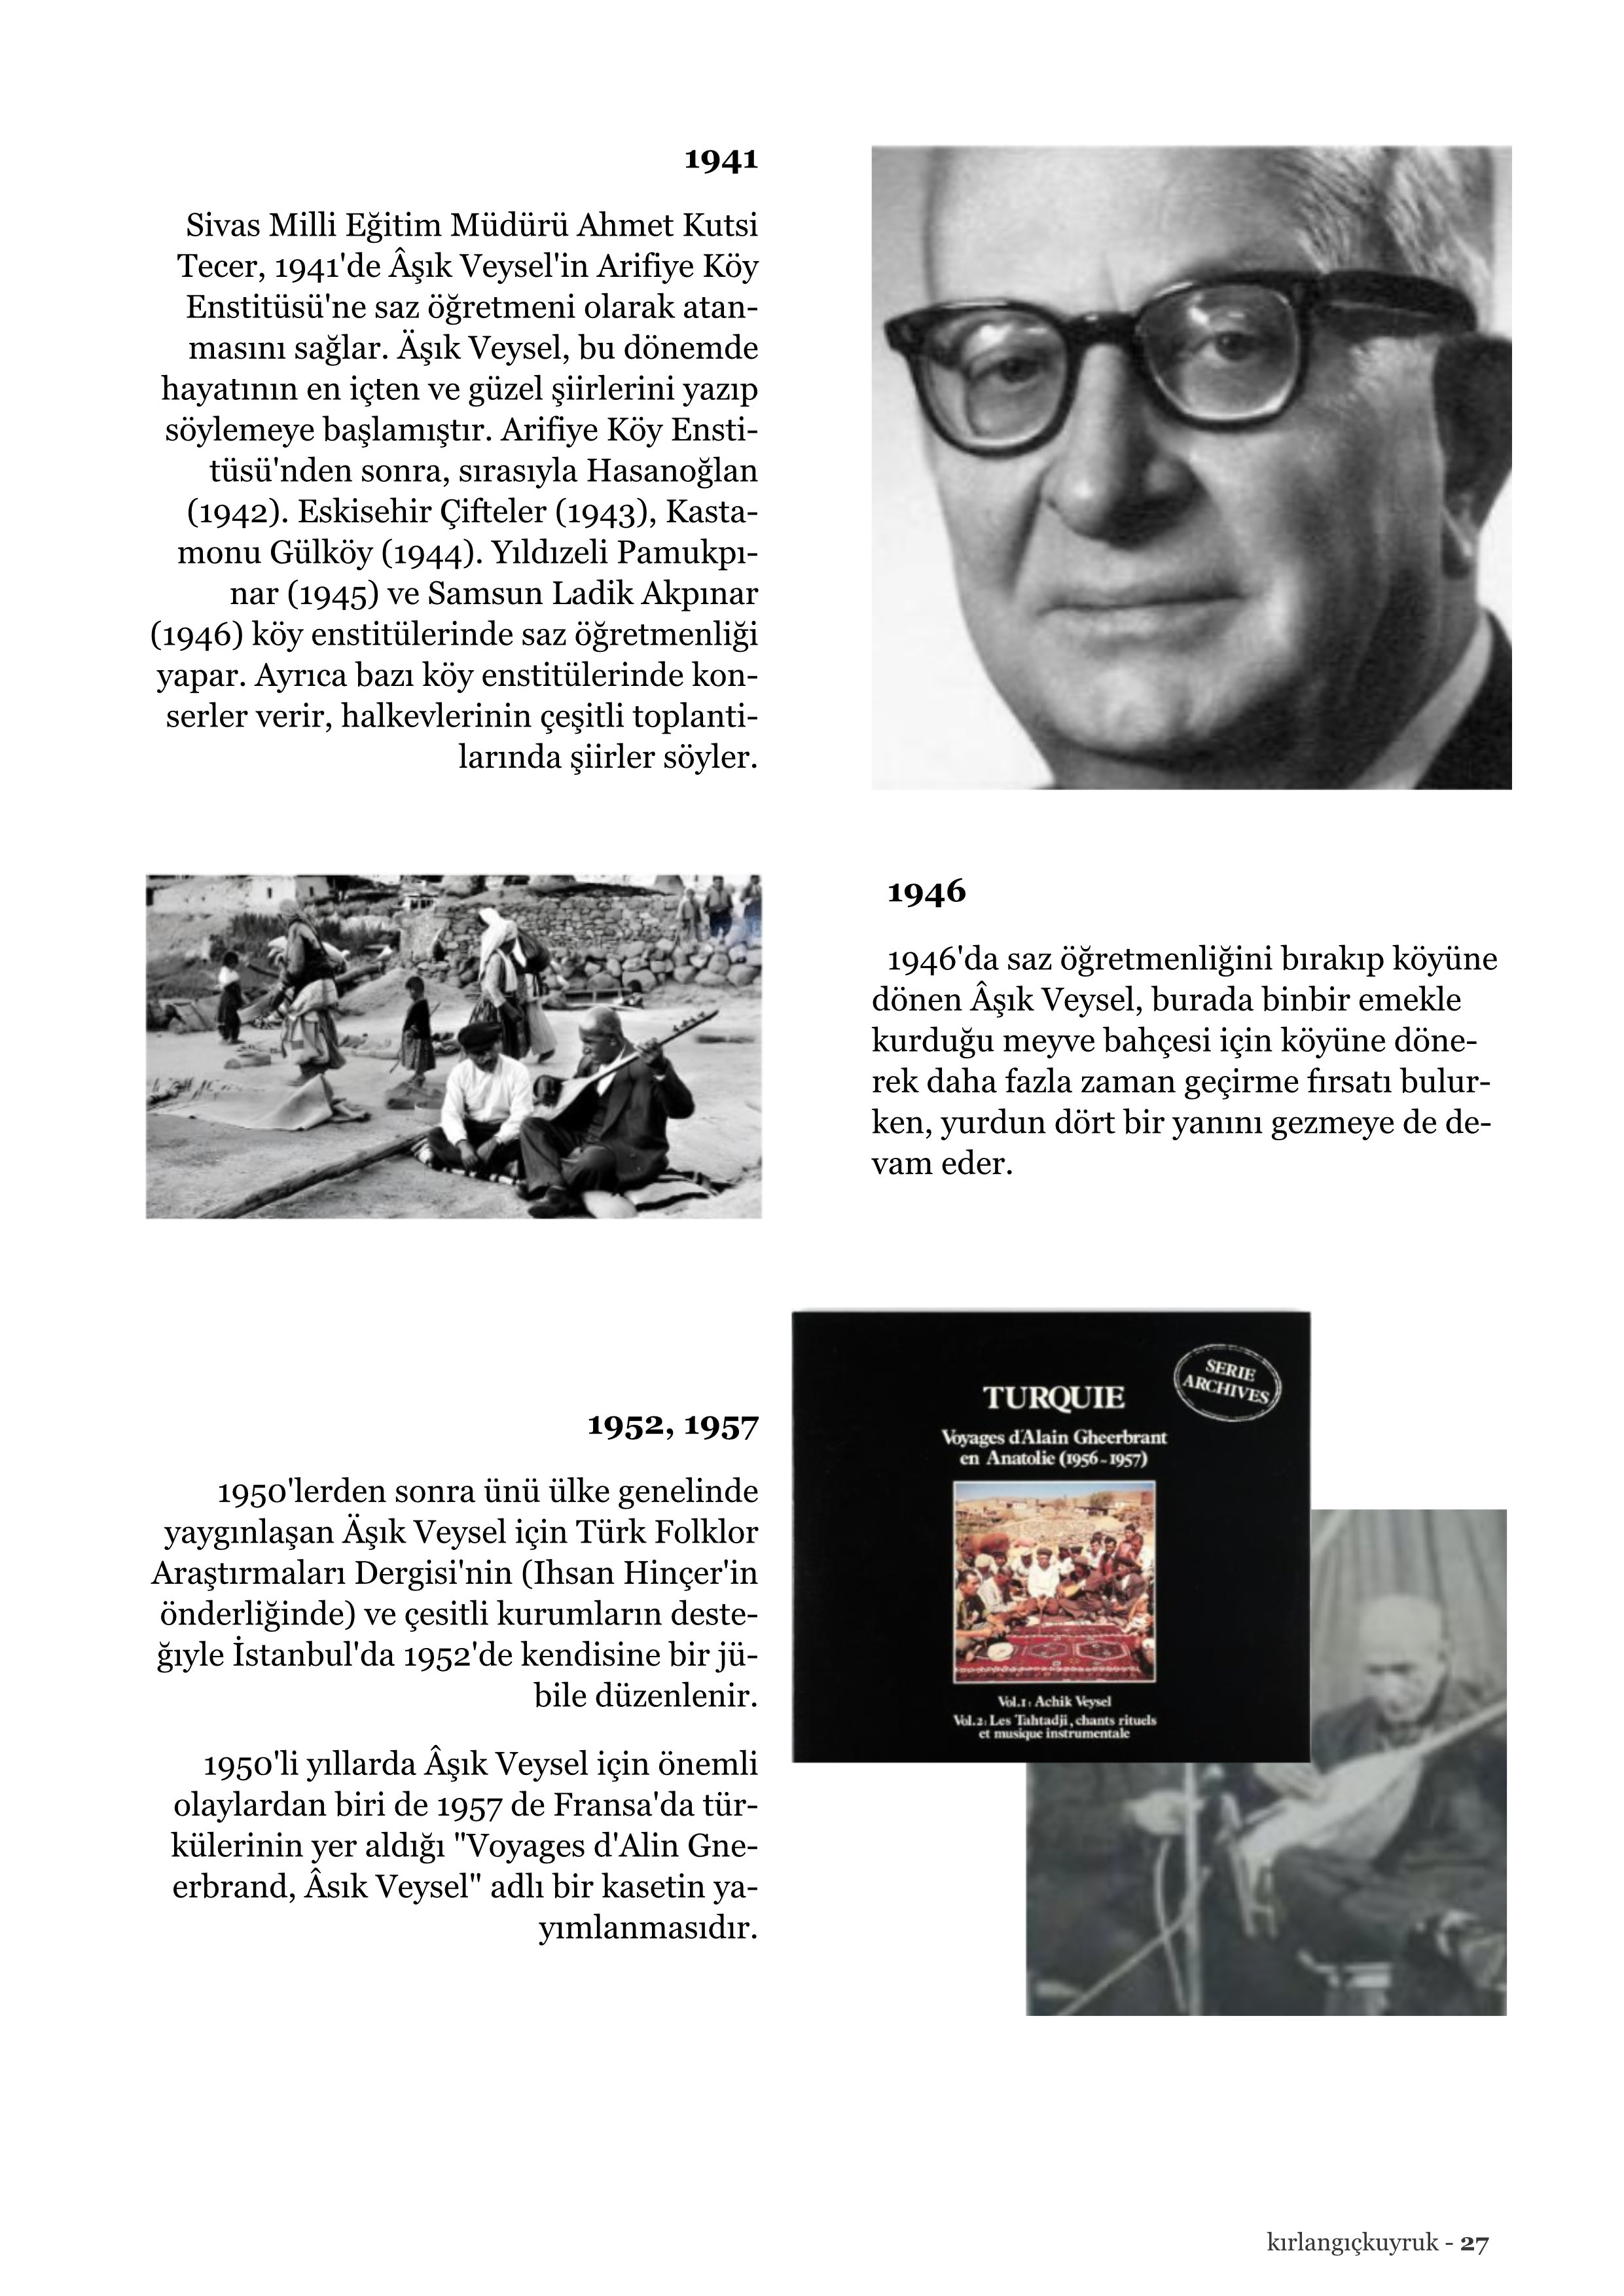 1941
Sivas Milli Eğitim Müdürü Ahmet Kutsi
Tecer, 1941'de Âşık Veysel'in Arifiye Köy
Enstitüsü'ne saz öğretmeni olarak atan-
masını sağlar. Äşık Veysel, bu dönemde
hayatının en içten ve güzel şiirlerini yazıp
söylemeye başlamıştır. Arifiye Köy Ensti-
tüsü'nden sonra, sırasıyla Hasanoğlan
(1942). Eskisehir Çifteler (1943), Kasta-
monu Gülköy (1944). Yıldızeli Pamukpı-
nar (1945) ve Samsun Ladik Akpınar
(1946) köy enstitülerinde saz öğretmenliği
yapar. Ayrıca bazı köy enstitülerinde kon-
serler verir, halkevlerinin çeşitli toplanti-
larında şiirler söyler.
1946
1946'da saz öğretmenliğini bırakıp köyüne
dönen Âşık Veysel, burada binbir emekle
kurduğu meyve bahçesi için köyüne döne-
rek daha fazla zaman geçirme fırsatı bulur-
ken, yurdun dört bir yanını gezmeye de de-
vam eder.
1952, 1957
1950'lerden sonra ünü ülke genelinde
yaygınlaşan Äşık Veysel için Türk Folklor
Araştırmaları Dergisi'nin (Ihsan Hinçer'in
önderliğinde) ve çesitli kurumların deste-
ğıyle İstanbul'da 1952'de kendisine bir jü-
bile düzenlenir.
1950'li yıllarda Âşık Veysel için önemli
olaylardan biri de 1957 de Fransa'da tür-
külerinin yer aldığı "Voyages d'Alin Gne-
erbrand, Âsık Veysel" adlı bir kasetin ya-
yımlanmasıdır.
SERIE
ARCHIVES
TURQUIE
Voyages d'Alain Gheerbrant
en Anatolie (1956-1957)
Vol.1: Achik Veysel
Vol.2: Les Tahtadji, chants rituels
et musique instrumentale
kırlangıçkuyruk - 27